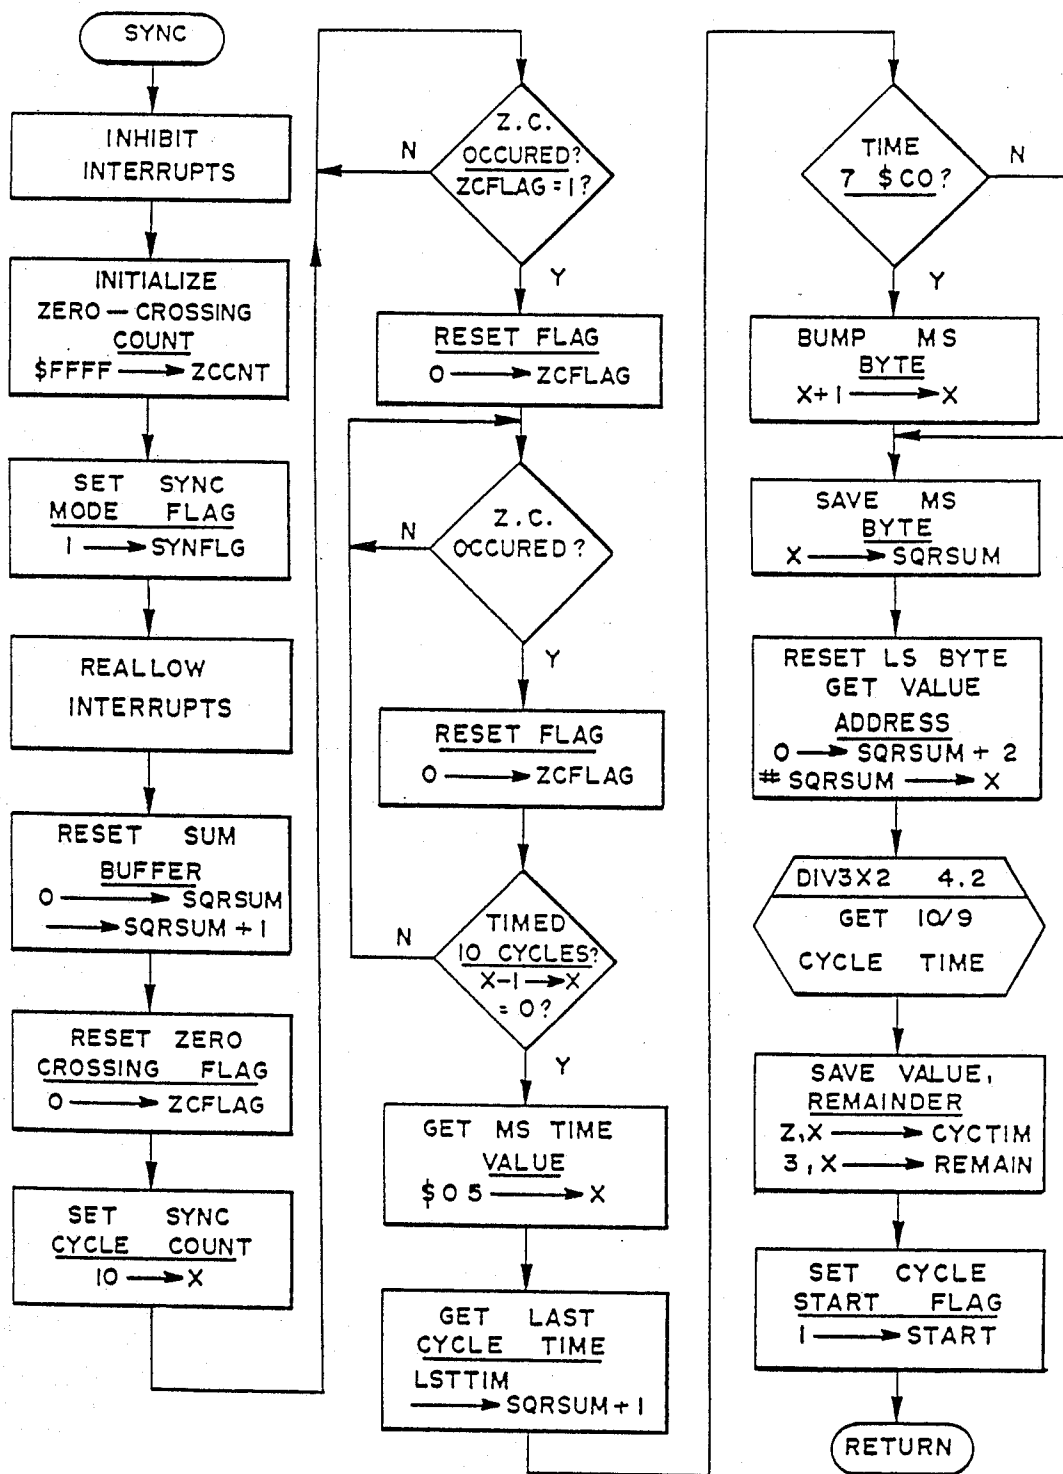 SYNC
INHIBIT
INTERRUPTS
INITIALIZE
ZERO-CROSSING
COUNT
$FFFF → ZCCNT
SET SYNC
MODE FLAG
1 → SYNFLG
REALLOW
INTERRUPTS
RESET SUM
BUFFER
0 → SQRSUM
→ SQRSUM+1
RESET ZERO
CROSSING FLAG
0 → ZCFLAG
SET SYNC
CYCLE COUNT
10 → X
Z.C.
OCCURED?
ZCFLAG=1?
N
Y
RESET FLAG
0 → ZCFLAG
Z.C.
OCCURED?
N
Y
RESET FLAG
0 → ZCFLAG
TIMED
10 CYCLES?
X-1→X
=0?
N
Y
GET MS TIME
VALUE
$05 → X
GET LAST
CYCLE TIME
LSTTIM
→ SQRSUM+1
TIME
7 $CO?
N
Y
BUMP MS
BYTE
X+1 → X
SAVE MS
BYTE
X → SQRSUM
RESET LS BYTE
GET VALUE
ADDRESS
0 → SQRSUM+2
# SQRSUM → X
DIV3X2 4.2
GET 10/9
CYCLE TIME
SAVE VALUE,
REMAINDER
Z,X → CYCTIM
3,X → REMAIN
SET CYCLE
START FLAG
1 → START
RETURN